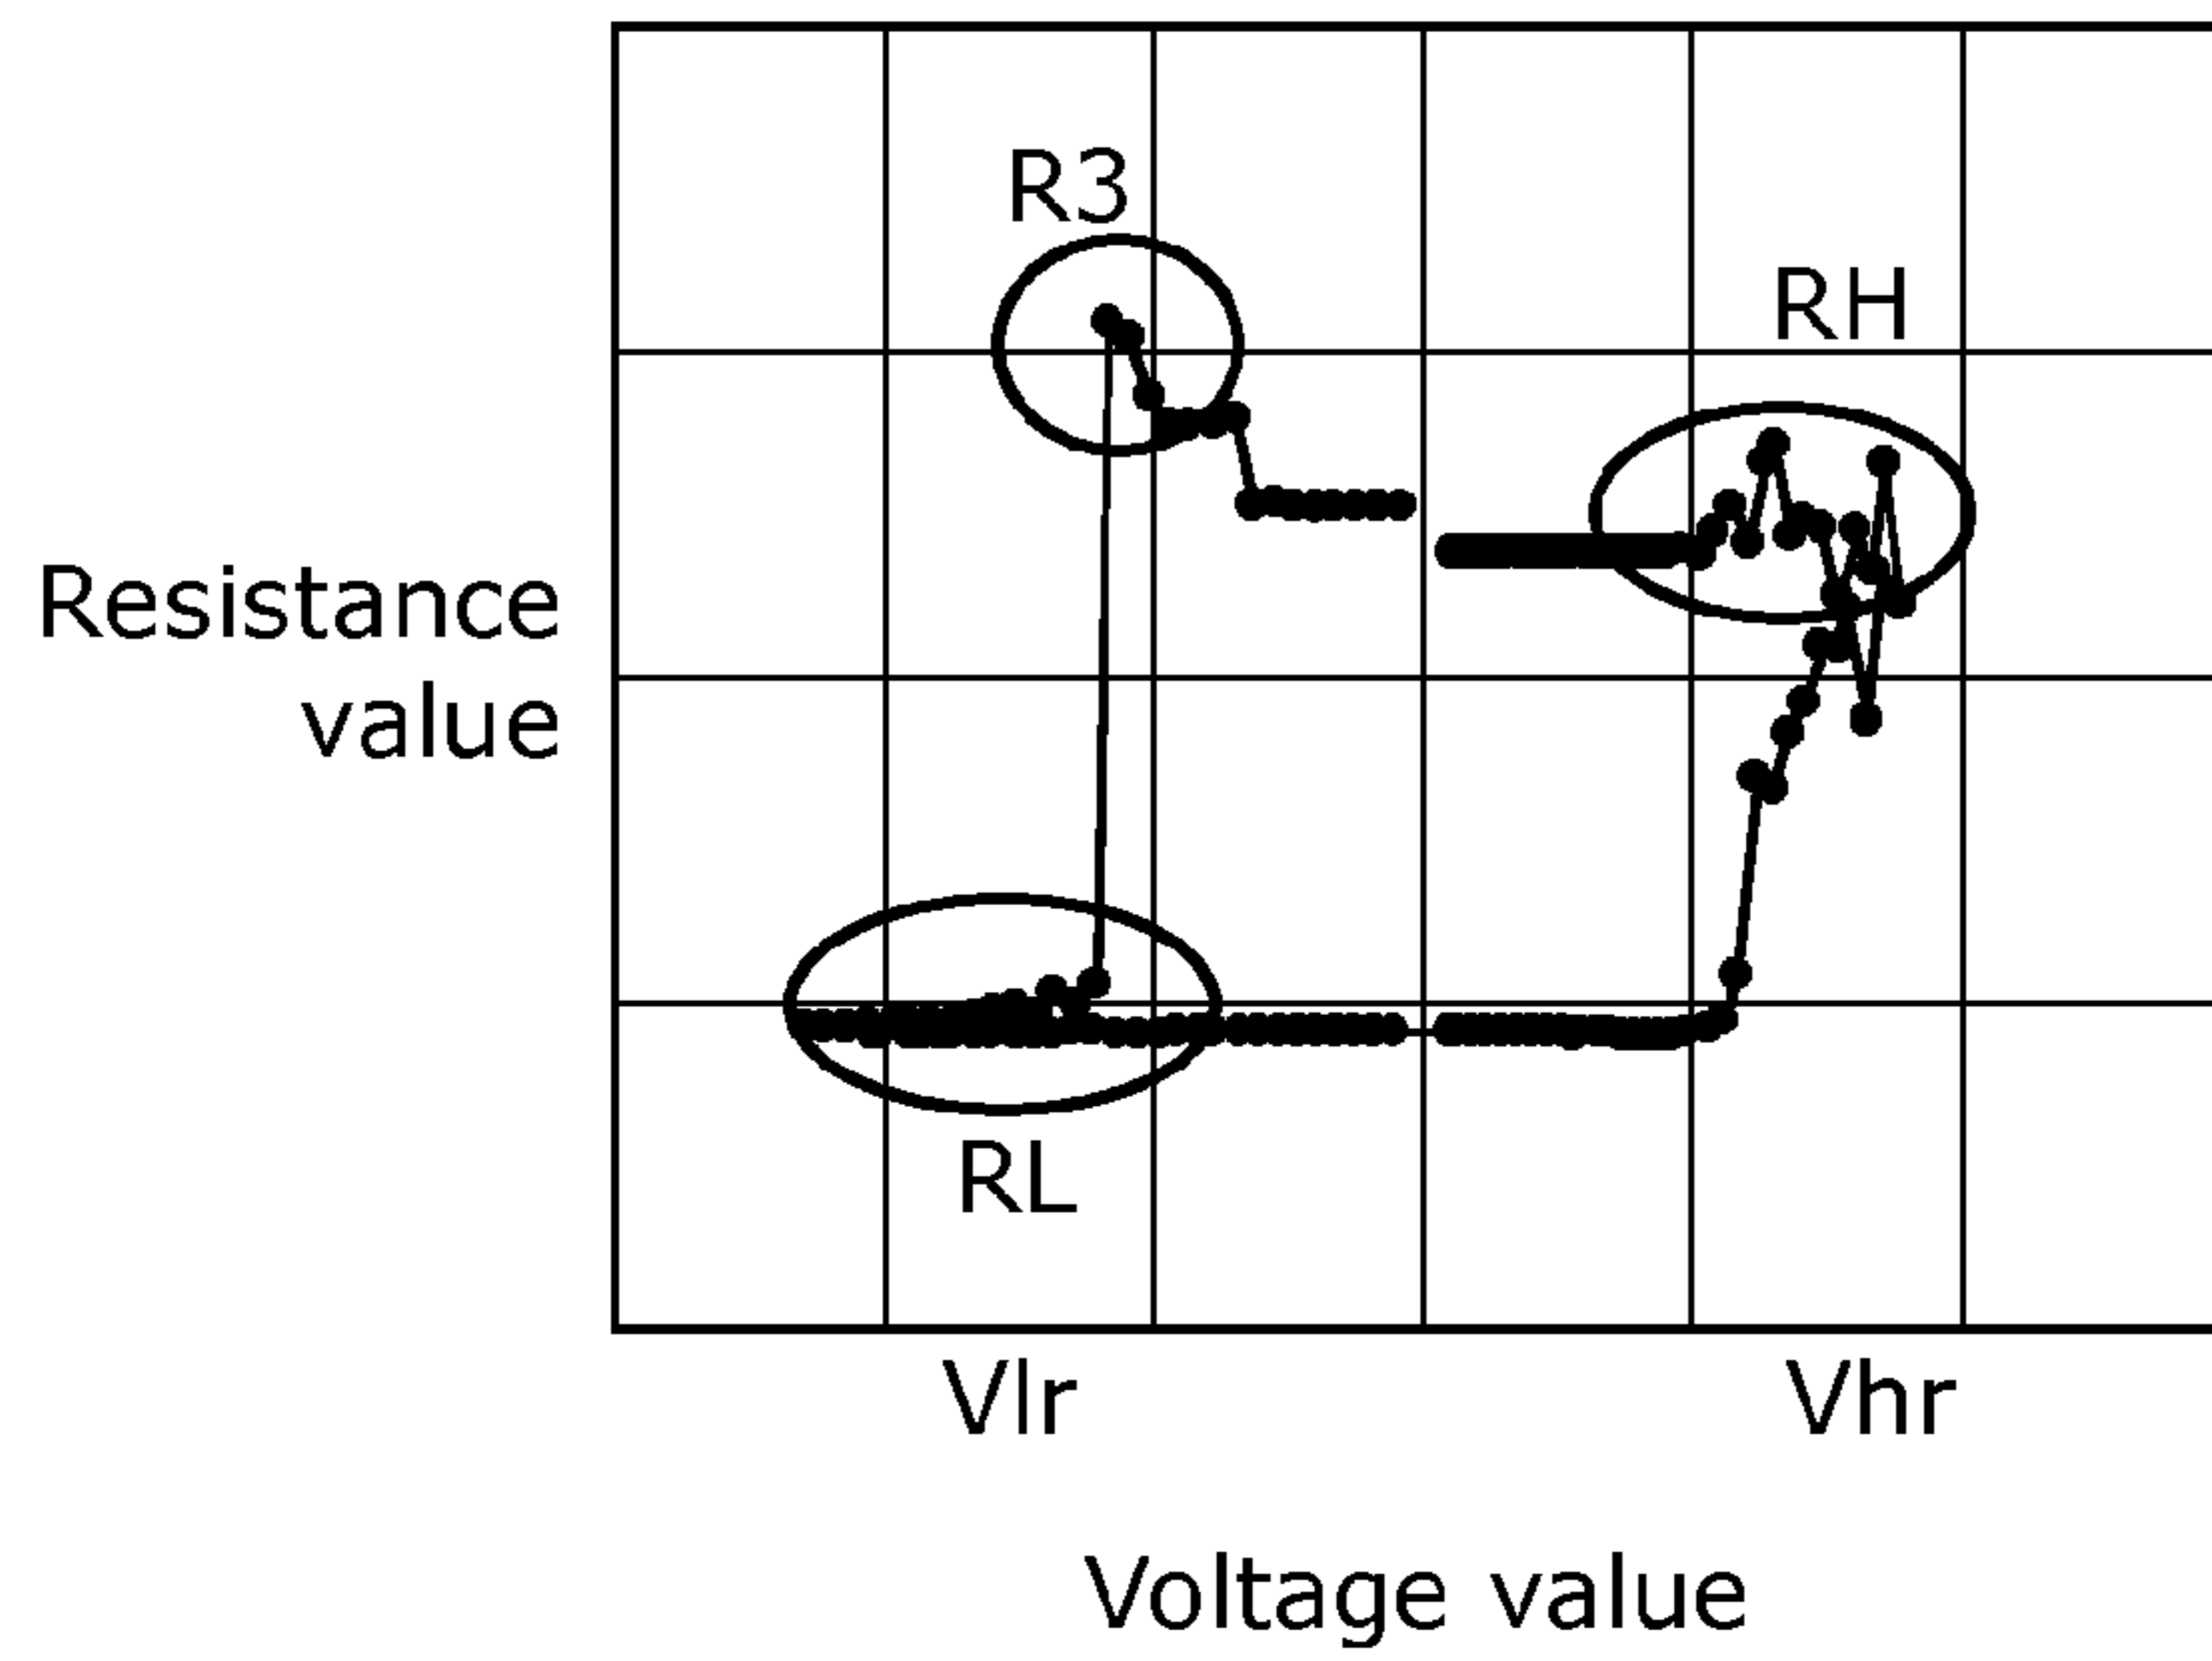 R3
RH
Resistance
value
RL
Vlr
Vhr
Voltage value